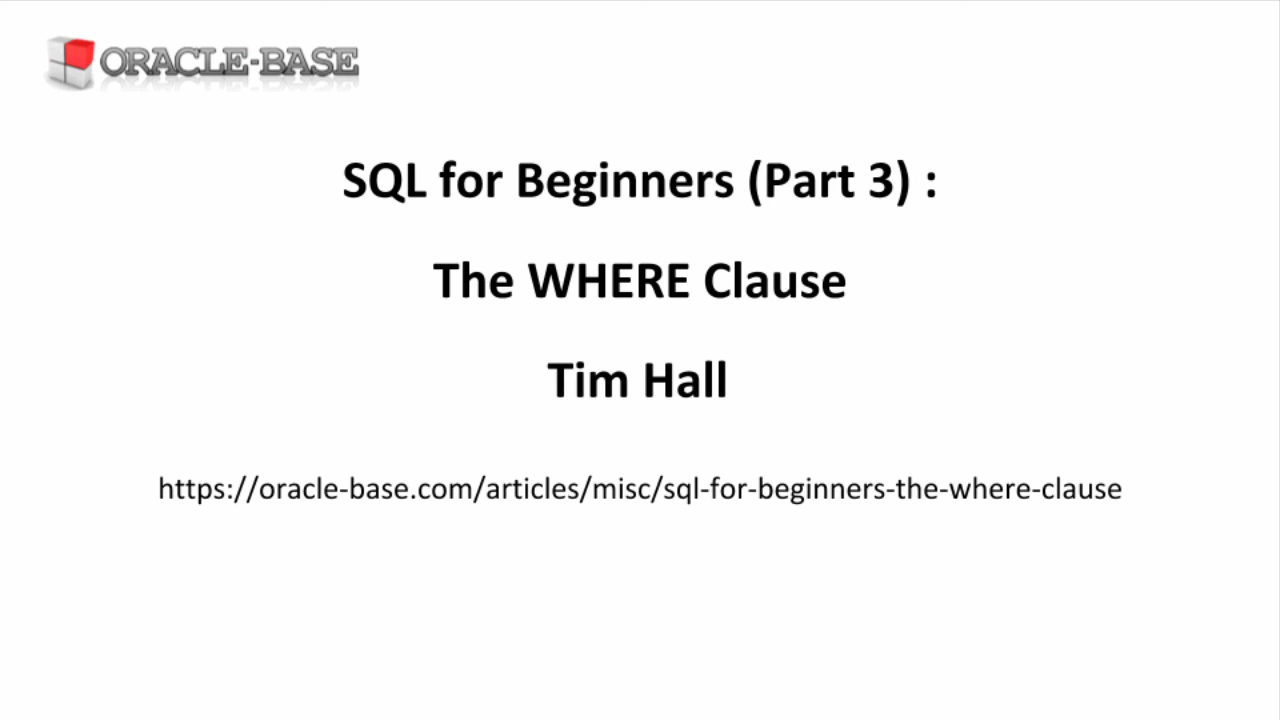 ORACLE-BASE
SQL for Beginners (Part 3) :
The WHERE Clause
Tim Hall
https://oracle-base.com/articles/misc/sql-for-beginners-the-where-clause